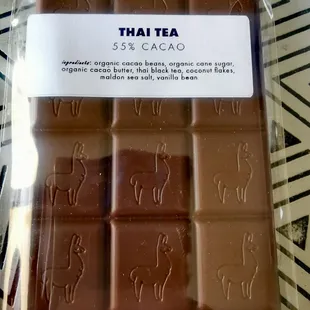 THAI TEA
55% CACAO
ingredients: organic cacao beans, organic cane sugar,
organic cacao butter, thai black tea, coconut flakes,
maldon sea salt, vanilla bean.